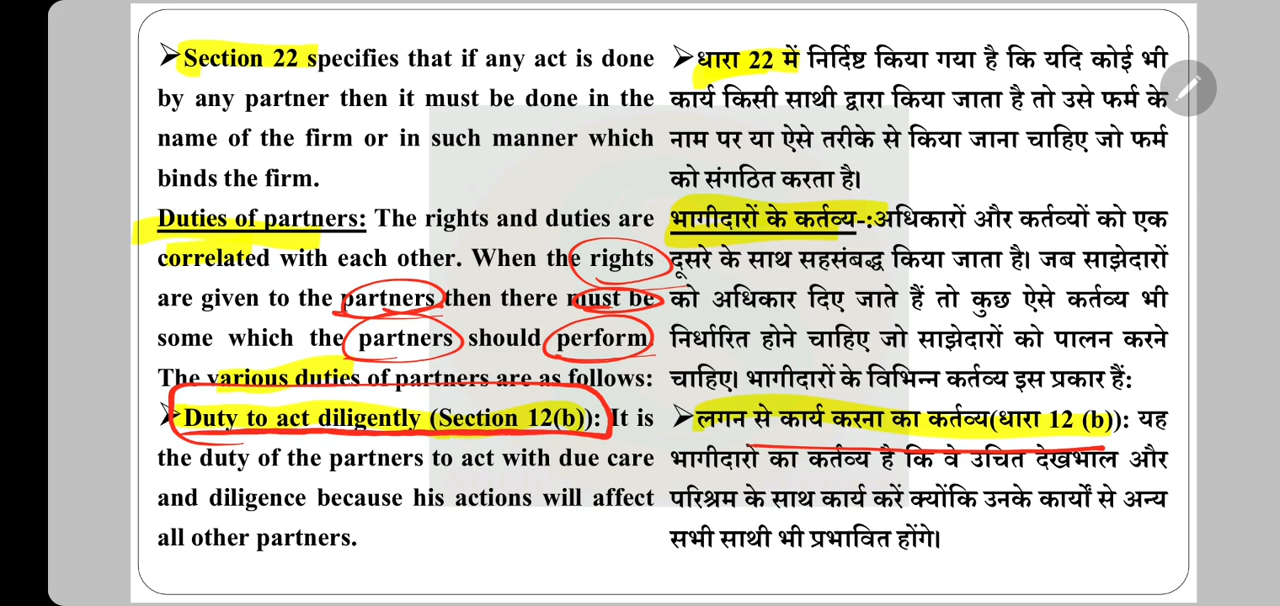 ➢Section 22 specifies that if any act is done
by any partner then it must be done in the
name of the firm or in such manner which
binds the firm.
Duties of partners: The rights and duties are
correlated with each other. When the rights
are given to the partners then there must be
some which the partners should perform
The various duties of partners are as follows:
➢Duty to act diligently (Section 12(b)): It is
the duty of the partners to act with due care
and diligence because his actions will affect
all other partners.
➢धारा 22 में निर्दिष्ट किया गया है कि यदि कोई भी
कार्य किसी साथी द्वारा किया जाता है तो उसे फर्म के
नाम पर या ऐसे तरीके से किया जाना चाहिए जो फर्म
को संगठित करता है।
भागीदारों के कर्तव्य-:अधिकारों और कर्तव्यों को एक
दूसरे के साथ सहसंबद्ध किया जाता है। जब साझेदारों
को अधिकार दिए जाते हैं तो कुछ ऐसे कर्तव्य भी
निर्धारित होने चाहिए जो साझेदारों को पालन करने
चाहिए। भागीदारों के विभिन्न कर्तव्य इस प्रकार हैं:
➢लगन से कार्य करना का कर्तव्य(धारा 12 (b)): यह
भागीदारों का कर्तव्य है कि वे उचित देखभाल और
परिश्रम के साथ कार्य करें क्योंकि उनके कार्यों से अन्य
सभी साथी भी प्रभावित होंगे।